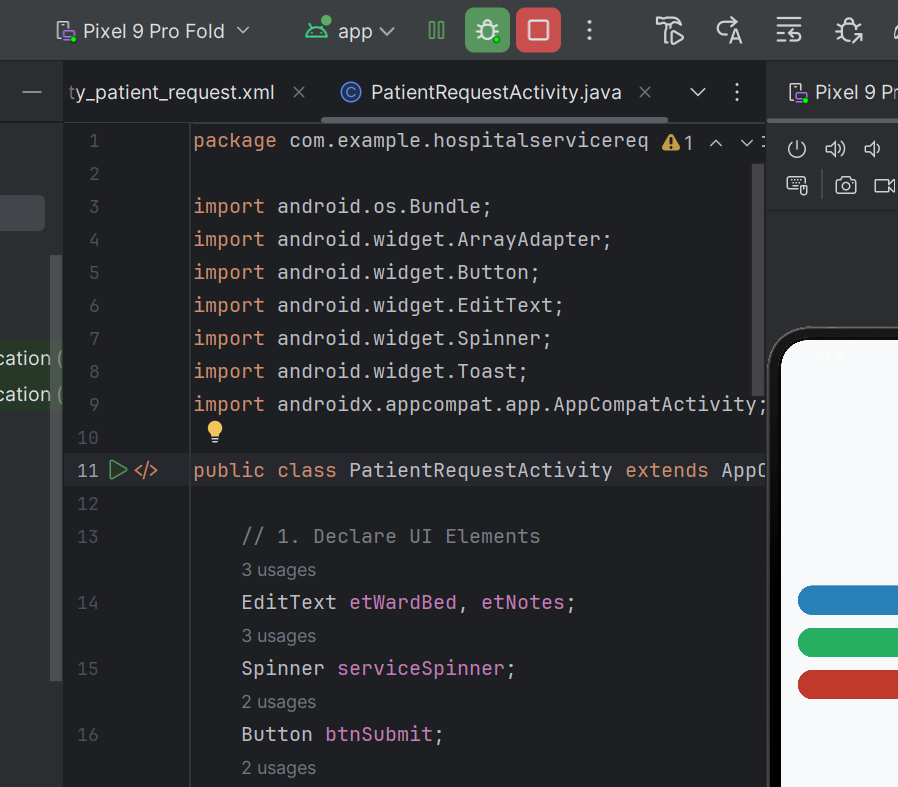 Pixel 9 Pro Fold
app
ty_patient_request.xml
PatientRequestActivity.java
Pixel 9 Pr
1 package com.example.hospitalservicereq 1
2
3 import android.os.Bundle;
4 import android.widget.ArrayAdapter;
5 import android.widget.Button;
6 import android.widget.EditText;
7 import android.widget.Spinner;
8 import android.widget.Toast;
9 import androidx.appcompat.app.AppCompatActivity;
10
11 </> public class PatientRequestActivity extends AppC
12
13 // 1. Declare UI Elements
3 usages
14 EditText etWardBed, etNotes;
3 usages
15 Spinner serviceSpinner;
2 usages
16 Button btnSubmit;
2 usages
cation (
cation (